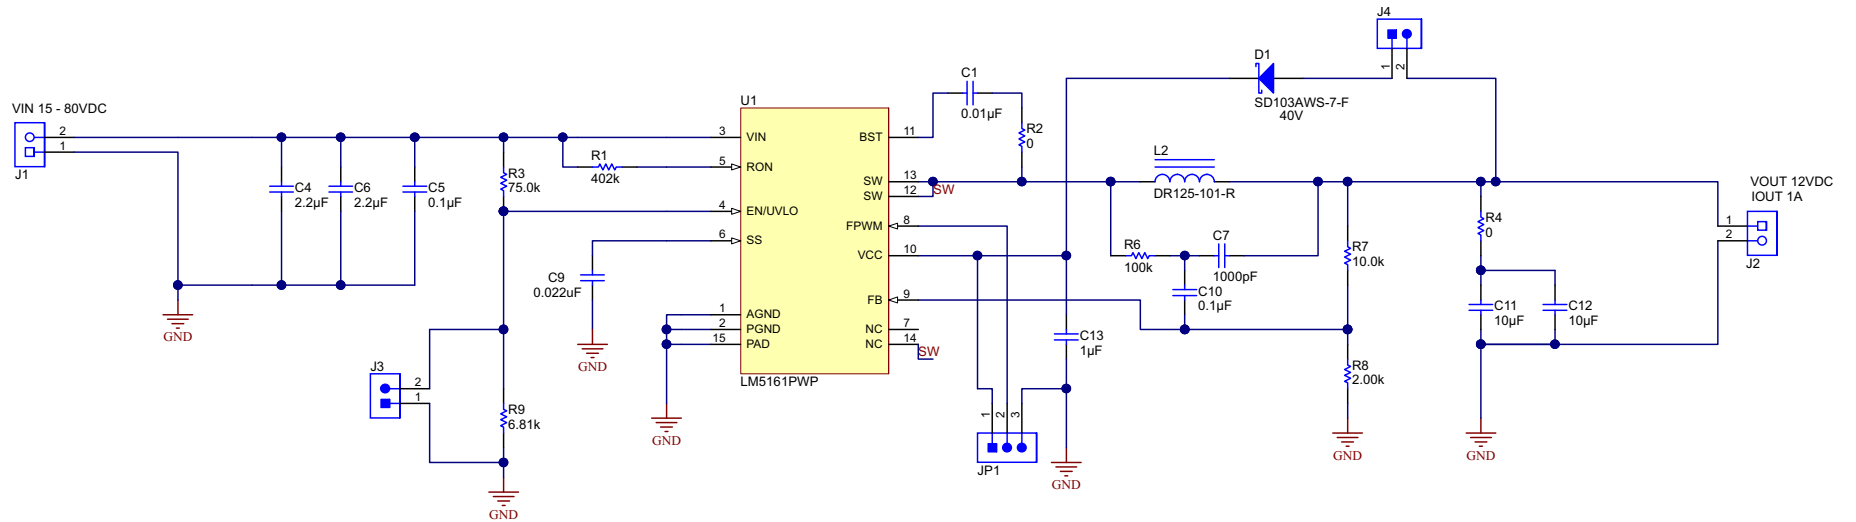 VIN 15 - 80VDC
2
1
J1
C4
2.2µF
C6
2.2µF
C5
0.1µF
GND
R3
75.0k
R1
402k
C9
0.022uF
GND
J3
2
1
R9
6.81k
GND
U1
3 VIN
5 RON
4 EN/UVLO
6 SS
1 AGND
2 PGND
15 PAD
BST 11
SW 13
SW 12
FPWM 8
VCC 10
FB 9
NC 7
NC 14
LM5161PWP
SW
SW
GND
C1
0.01µF
R2
0
D1
SD103AWS-7-F
40V
J4
1
2
L2
DR125-101-R
R6
100k
C7
1000pF
C10
0.1µF
C13
1µF
1
2
3
JP1
GND
R7
10.0k
R8
2.00k
GND
R4
0
C11
10µF
C12
10µF
GND
VOUT 12VDC
IOUT 1A
1
2
J2